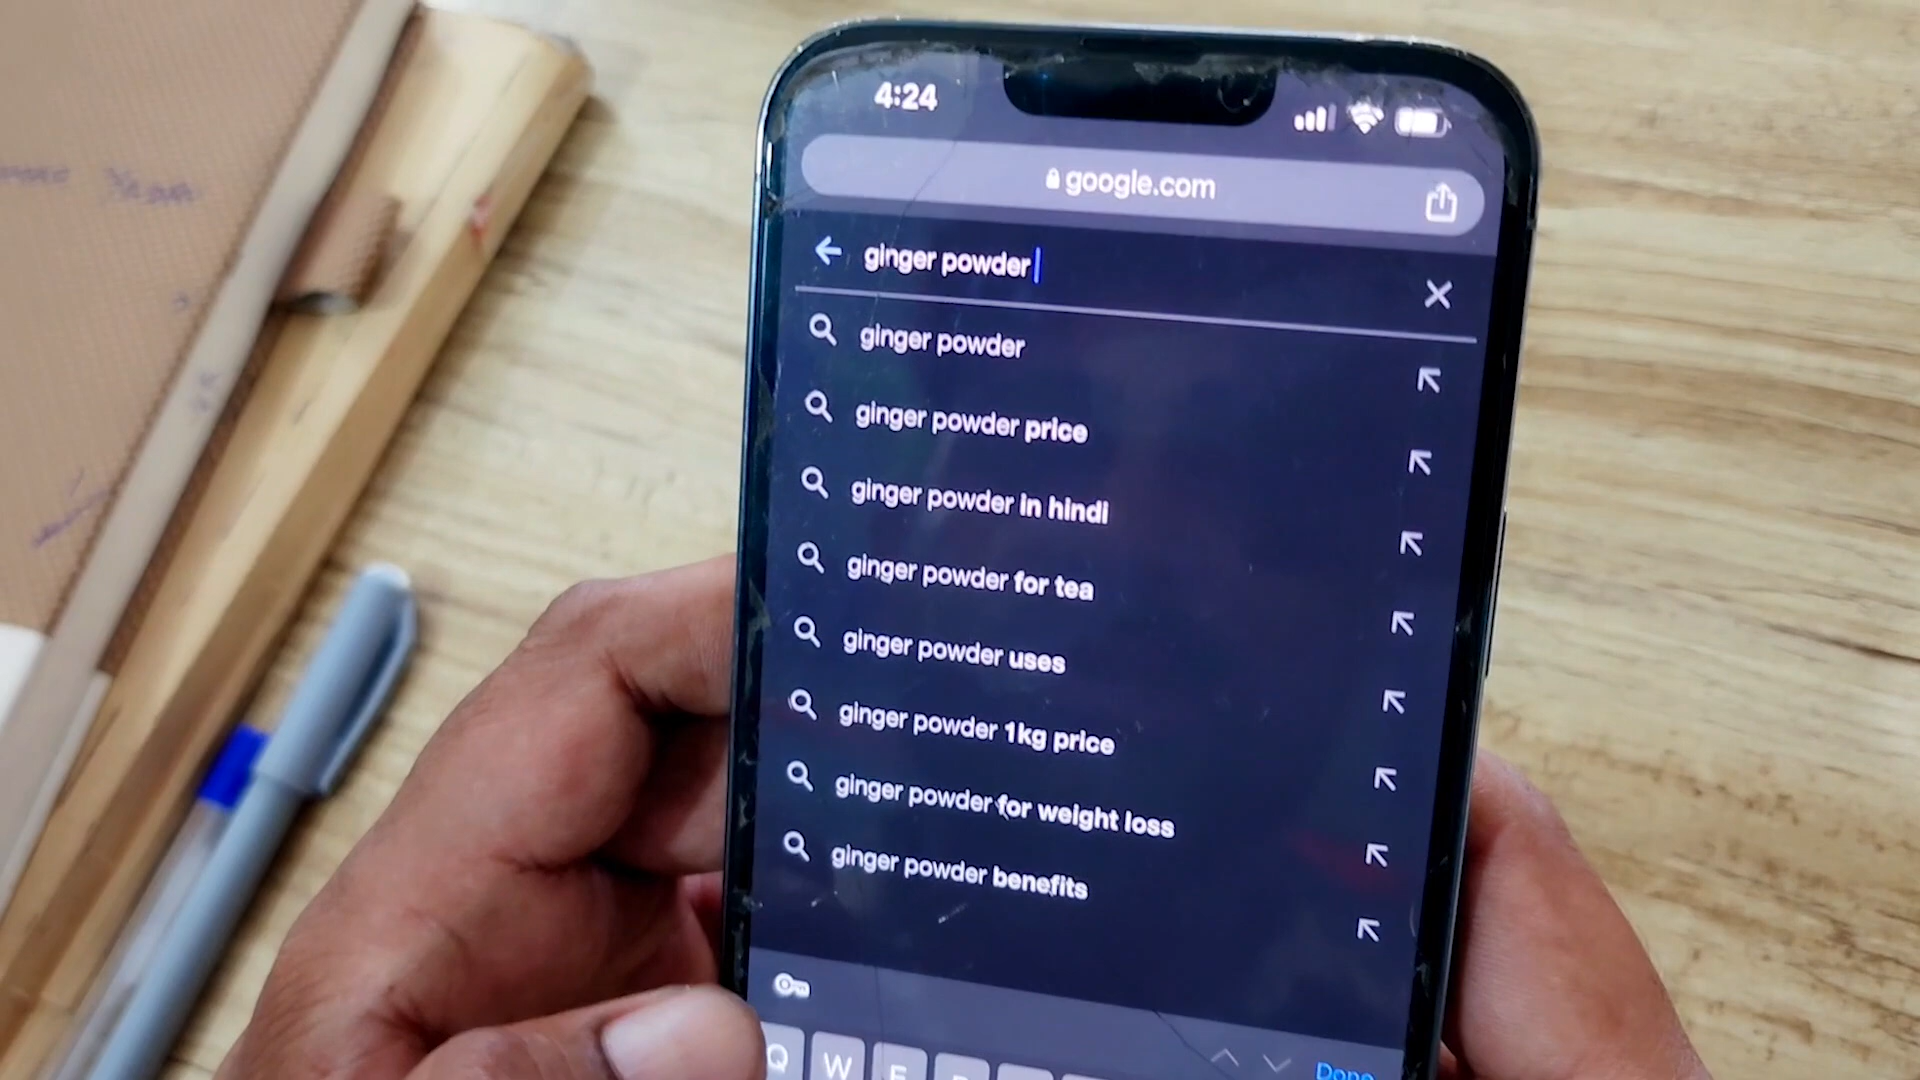 4:24
google.com
ginger powder
ginger powder
ginger powder price
ginger powder in hindi
ginger powder for tea
ginger powder uses
ginger powder 1kg price
ginger powder for weight loss
ginger powder benefits
Done
Q W E R